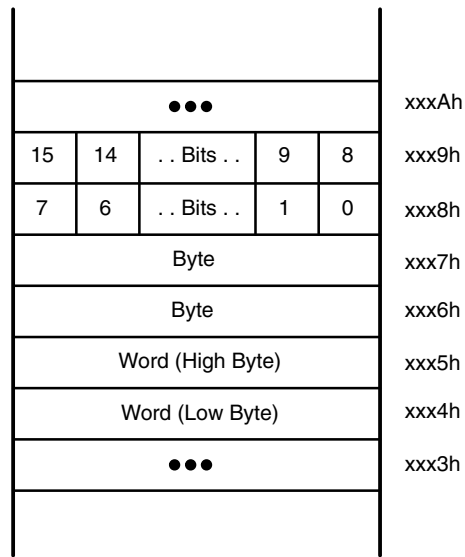 ●●● xxxAh
15 14 . . Bits . . 9 8 xxx9h
7 6 . . Bits . . 1 0 xxx8h
Byte xxx7h
Byte xxx6h
Word (High Byte) xxx5h
Word (Low Byte) xxx4h
●●● xxx3h